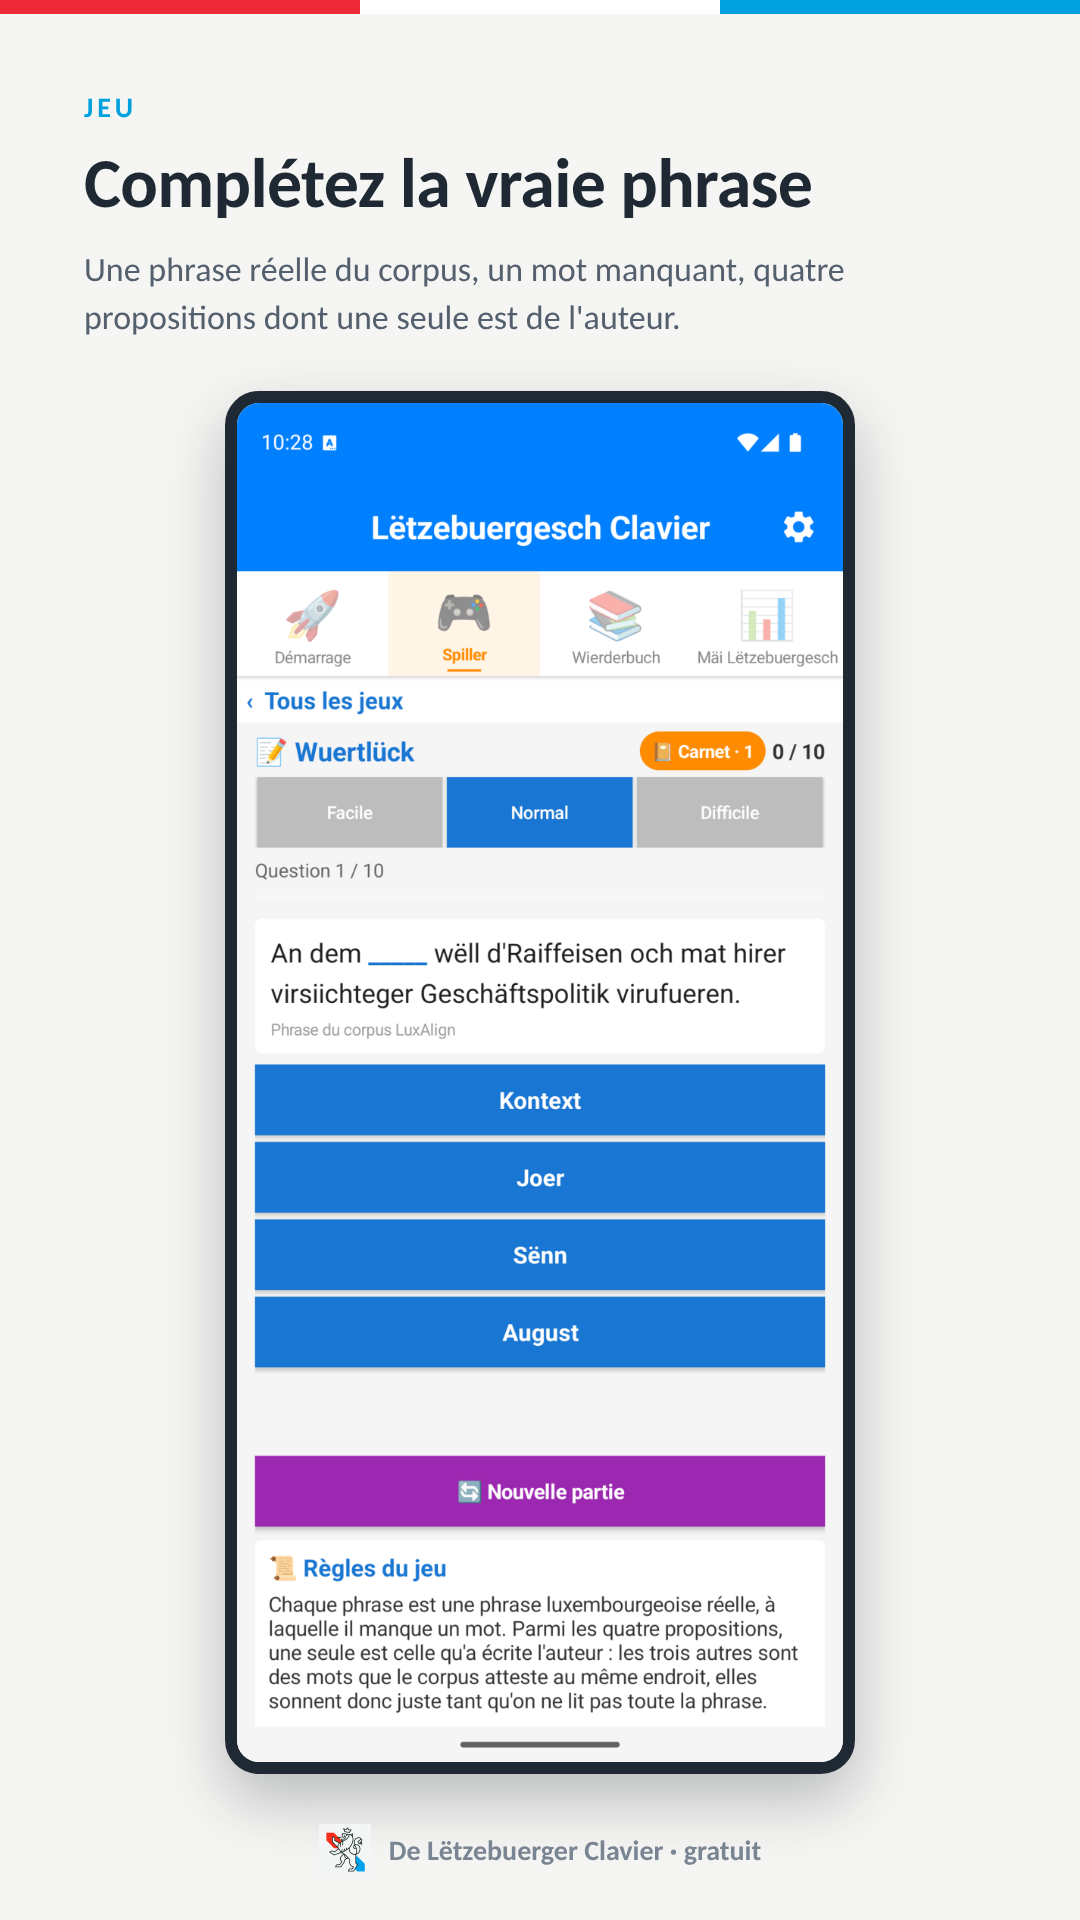 JEU
Complétez la vraie phrase
Une phrase réelle du corpus, un mot manquant, quatre
propositions dont une seule est de l'auteur.
10:28
Lëtzebuergesch Clavier
Démarrage
Spiller
Wierderbuch
Mäi Lëtzebuergesch
‹ Tous les jeux
Wuertlück
Carnet · 1
0 / 10
Facile
Normal
Difficile
Question 1 / 10
An dem _____ wëll d'Raiffeisen och mat hirer
virsiichteger Geschäftspolitik virufueren.
Phrase du corpus LuxAlign
Kontext
Joer
Sënn
August
Nouvelle partie
Règles du jeu
Chaque phrase est une phrase luxembourgeoise réelle, à
laquelle il manque un mot. Parmi les quatre propositions,
une seule est celle qu'a écrite l'auteur : les trois autres sont
des mots que le corpus atteste au même endroit, elles
sonnent donc juste tant qu'on ne lit pas toute la phrase.
De Lëtzebuerger Clavier · gratuit